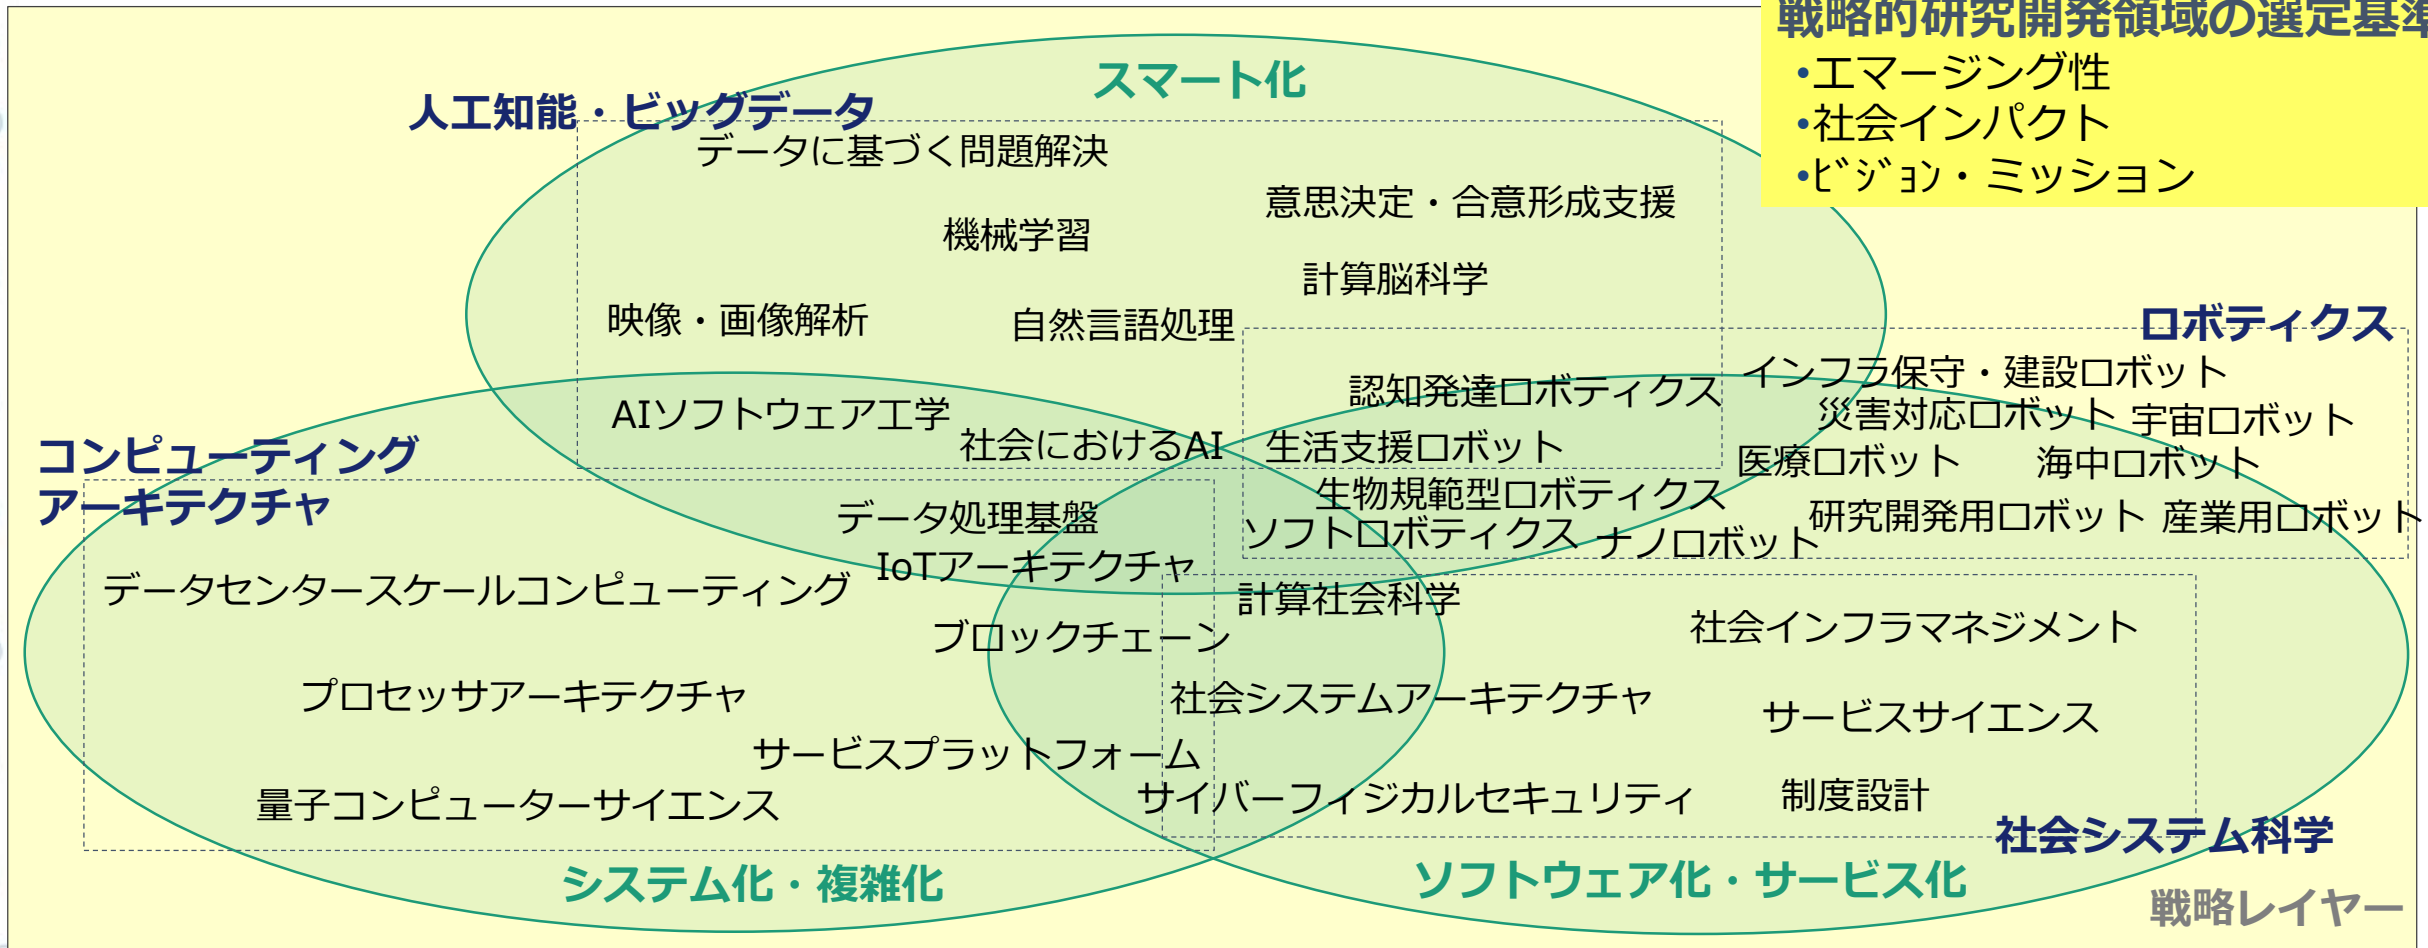 戦略的研究開発領域の選定基準
•エマージング性
•社会インパクト
•ﾋﾞｼﾞｮﾝ・ミッション
スマート化
人工知能・ビッグデータ
データに基づく問題解決
意思決定・合意形成支援
機械学習
計算脳科学
映像・画像解析
自然言語処理
AIソフトウェア工学
社会におけるAI
ロボティクス
認知発達ロボティクス
インフラ保守・建設ロボット
災害対応ロボット
宇宙ロボット
生活支援ロボット
医療ロボット
海中ロボット
生物規範型ロボティクス
研究開発用ロボット
産業用ロボット
ソフトロボティクス
ナノロボット
コンピューティング
アーキテクチャ
データ処理基盤
IoTアーキテクチャ
データセンタースケールコンピューティング
ブロックチェーン
プロセッサアーキテクチャ
サービスプラットフォーム
量子コンピューターサイエンス
システム化・複雑化
計算社会科学
社会インフラマネジメント
社会システムアーキテクチャ
サービスサイエンス
サイバーフィジカルセキュリティ
制度設計
社会システム科学
ソフトウェア化・サービス化
戦略レイヤー